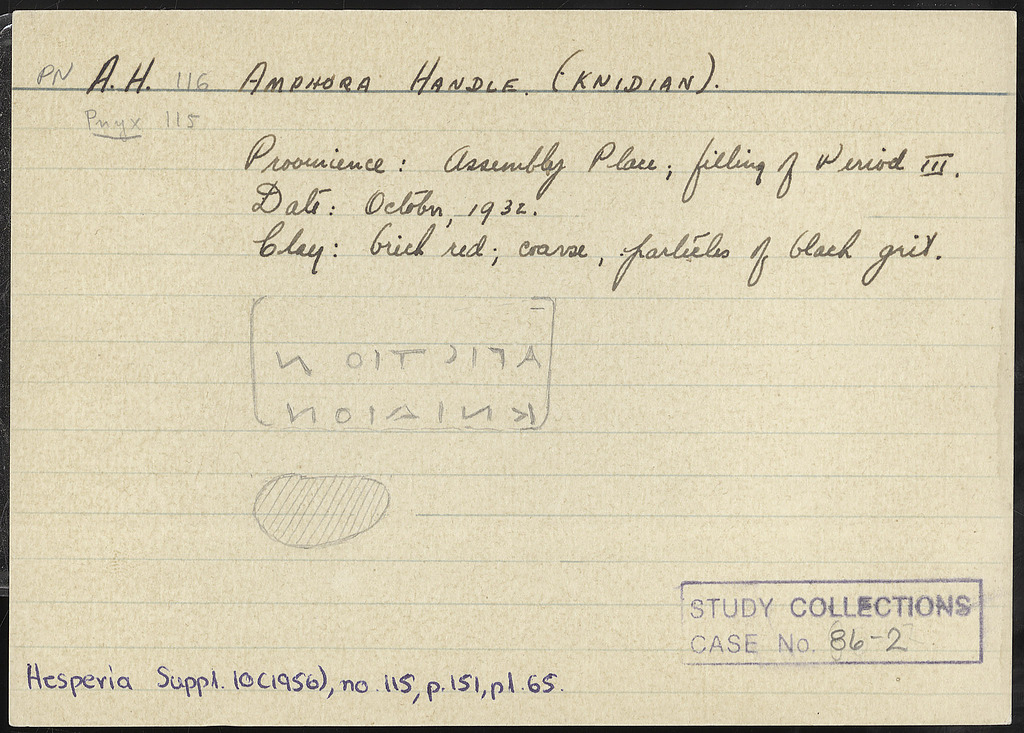 PN A.H. 116 AMPHORA HANDLE. (KNIDIAN).
Pnyx 115
Provenience: Assembly Place; filling of Period III.
Date: October, 1932.
Clay: brick red; coarse, particles of black grit.
ΚΝΙΔΙΟΝ
STUDY COLLECTIONS
CASE No. 86-2
Hesperia Suppl. 10(1956), no. 115, p. 151, pl. 65.